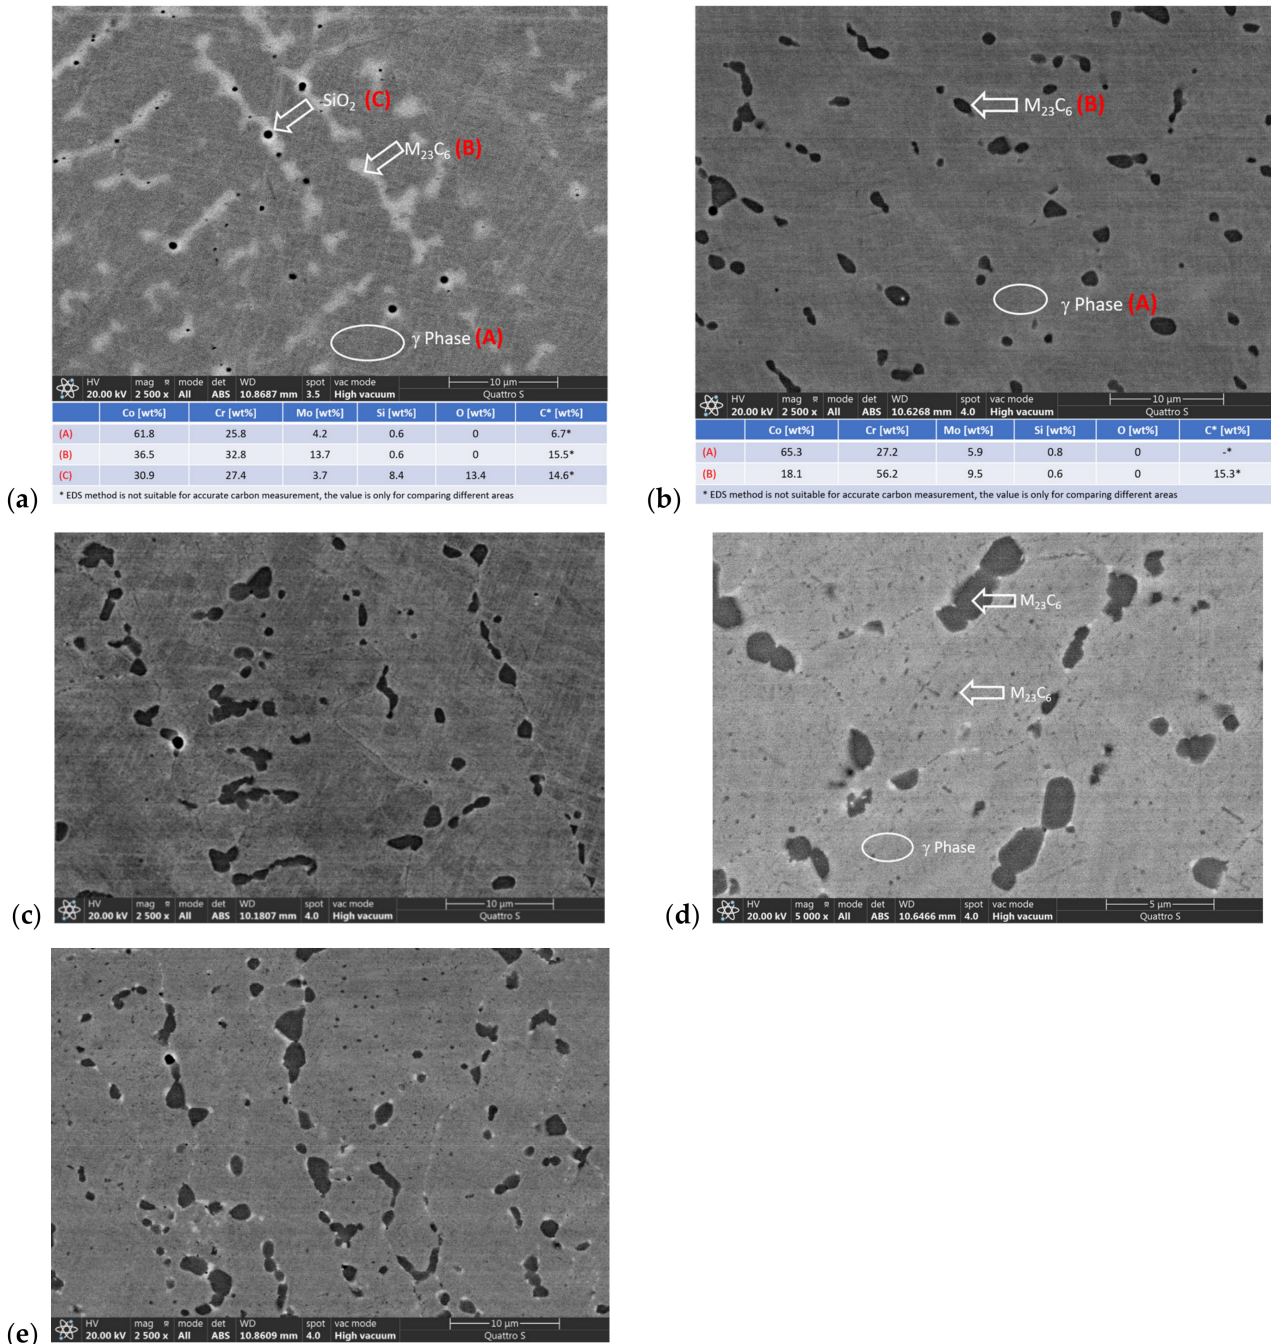 SiO2 (C)
M23C6 (B)
γ Phase (A)
HV mag mode det WD spot vac mode 10 µm
20.00 kV 2 500 x All ABS 10.8687 mm 3.5 High vacuum Quattro S
Co [wt%] Cr [wt%] Mo [wt%] Si [wt%] O [wt%] C* [wt%]
(A) 61.8 25.8 4.2 0.6 0 6.7*
(B) 36.5 32.8 13.7 0.6 0 15.5*
(C) 30.9 27.4 3.7 8.4 13.4 14.6*
* EDS method is not suitable for accurate carbon measurement, the value is only for comparing different areas
(a)
M23C6 (B)
γ Phase (A)
HV mag mode det WD spot vac mode 10 µm
20.00 kV 2 500 x All ABS 10.6268 mm 4.0 High vacuum Quattro S
Co [wt%] Cr [wt%] Mo [wt%] Si [wt%] O [wt%] C* [wt%]
(A) 65.3 27.2 5.9 0.8 0 -*
(B) 18.1 56.2 9.5 0.6 0 15.3*
* EDS method is not suitable for accurate carbon measurement, the value is only for comparing different areas
(b)
HV mag mode det WD spot vac mode 10 µm
20.00 kV 2 500 x All ABS 10.1807 mm 4.0 High vacuum Quattro S
(c)
M23C6
M23C6
γ Phase
HV mag mode det WD spot vac mode 5 µm
20.00 kV 5 000 x All ABS 10.6466 mm 4.0 High vacuum Quattro S
(d)
HV mag mode det WD spot vac mode 10 µm
20.00 kV 2 500 x All ABS 10.8609 mm 4.0 High vacuum Quattro S
(e)